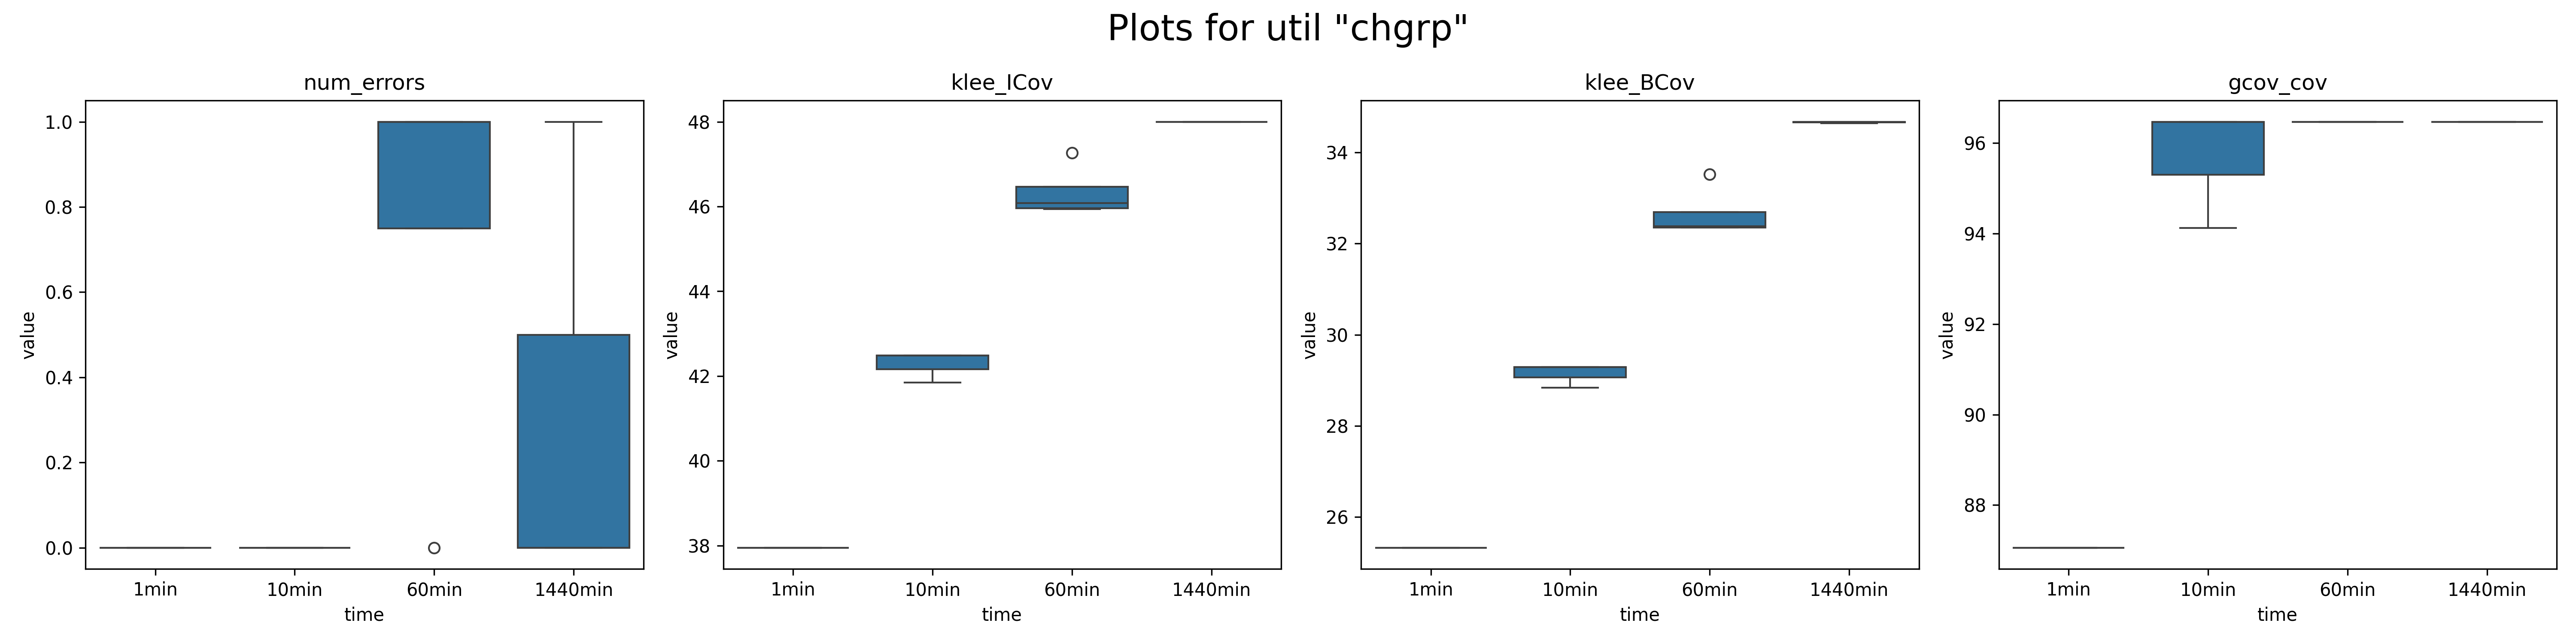 Plots for util "chgrp"
num_errors
value
1.0
0.8
0.6
0.4
0.2
0.0
1min 10min 60min 1440min
time
klee_ICov
value
48
46
44
42
40
38
1min 10min 60min 1440min
time
klee_BCov
value
34
32
30
28
26
1min 10min 60min 1440min
time
gcov_cov
value
96
94
92
90
88
1min 10min 60min 1440min
time